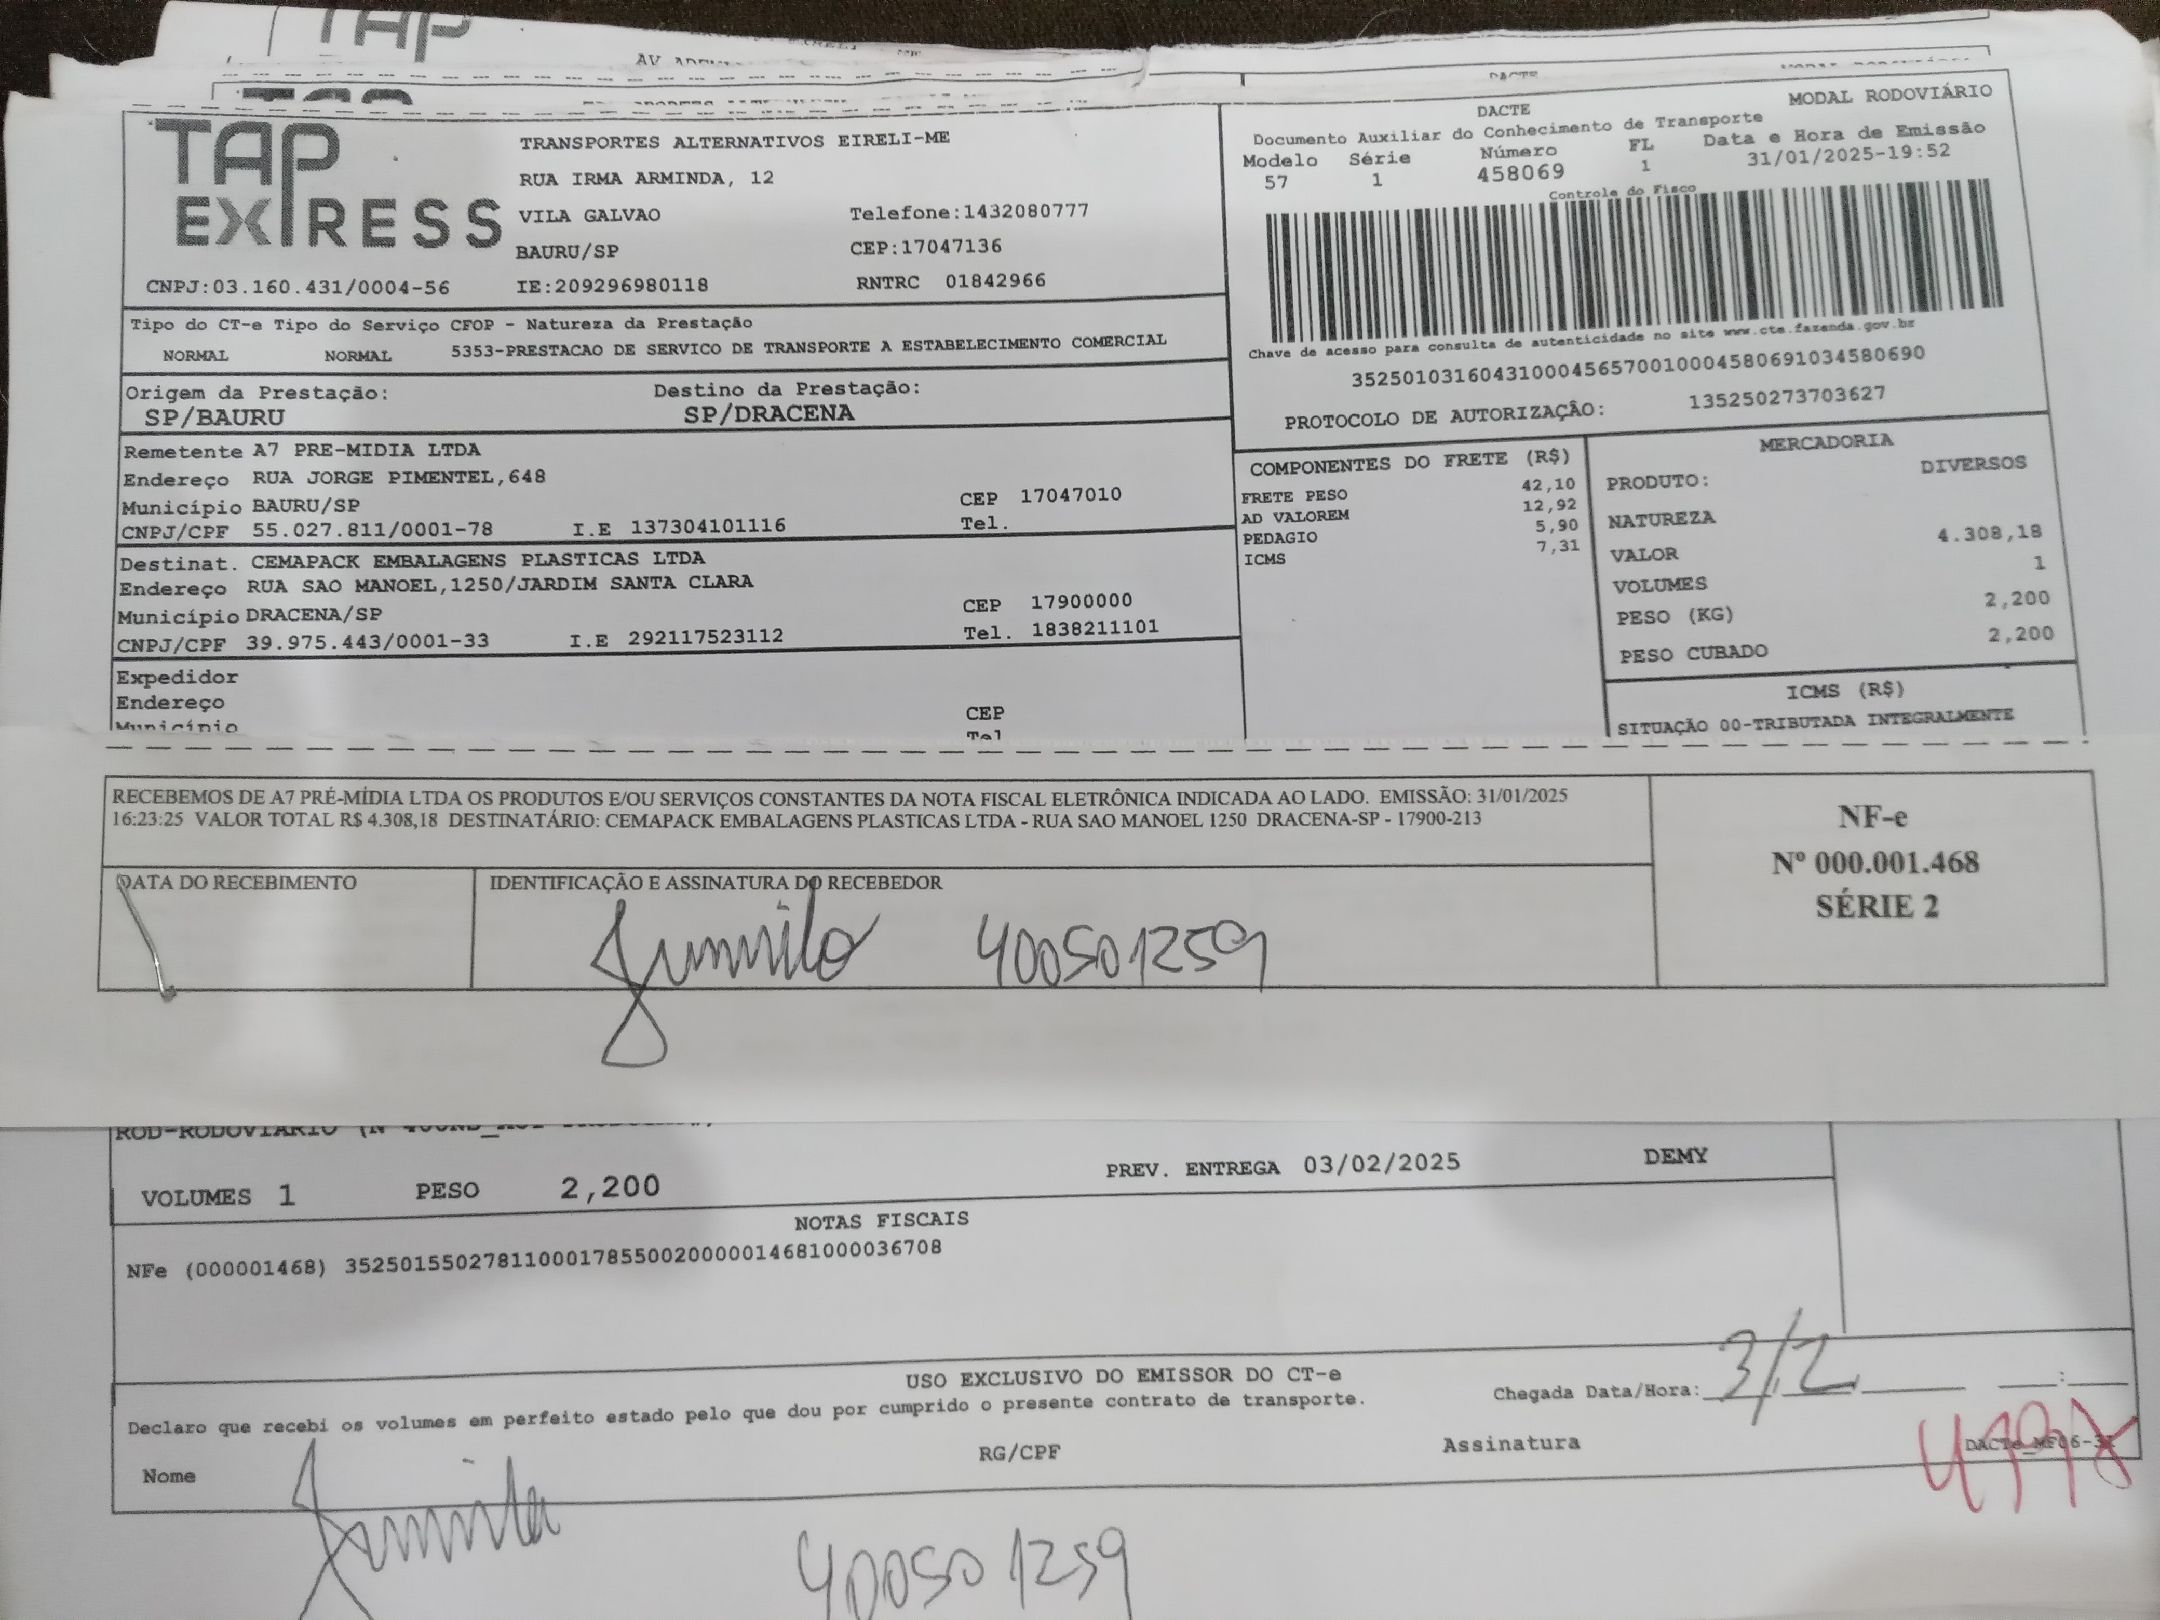 TAP
TAP EXPRESS
TRANSPORTES ALTERNATIVOS EIRELI-ME
RUA IRMA ARMINDA, 12
VILA GALVAO Telefone:1432080777
BAURU/SP CEP:17047136
CNPJ:03.160.431/0004-56 IE:209296980118 RNTRC 01842966
DACTE MODAL RODOVIÁRIO
Documento Auxiliar do Conhecimento de Transporte
Modelo Série Número FL Data e Hora de Emissão
57 1 458069 1 31/01/2025-19:52
Controle do Fisco
Chave de acesso para consulta de autenticidade no site www.cte.fazenda.gov.br
35250103160431000456570010004580691034580690
PROTOCOLO DE AUTORIZAÇÃO: 135250273703627
Tipo do CT-e Tipo do Serviço CFOP - Natureza da Prestação
NORMAL NORMAL 5353-PRESTACAO DE SERVICO DE TRANSPORTE A ESTABELECIMENTO COMERCIAL
Origem da Prestação: Destino da Prestação:
SP/BAURU SP/DRACENA
Remetente A7 PRE-MIDIA LTDA
Endereço RUA JORGE PIMENTEL,648
Município BAURU/SP CEP 17047010
CNPJ/CPF 55.027.811/0001-78 I.E 137304101116 Tel.
Destinat. CEMAPACK EMBALAGENS PLASTICAS LTDA
Endereço RUA SAO MANOEL,1250/JARDIM SANTA CLARA
Município DRACENA/SP CEP 17900000
CNPJ/CPF 39.975.443/0001-33 I.E 292117523112 Tel. 1838211101
Expedidor
Endereço
Município CEP
Tel
COMPONENTES DO FRETE (R$)
FRETE PESO 42,10
AD VALOREM 12,92
PEDAGIO 5,90
ICMS 7,31
MERCADORIA
PRODUTO: DIVERSOS
NATUREZA
VALOR 4.308,18
VOLUMES 1
PESO (KG) 2,200
PESO CUBADO 2,200
ICMS (R$)
SITUAÇÃO 00-TRIBUTADA INTEGRALMENTE
RECEBEMOS DE A7 PRÉ-MÍDIA LTDA OS PRODUTOS E/OU SERVIÇOS CONSTANTES DA NOTA FISCAL ELETRÔNICA INDICADA AO LADO. EMISSÃO: 31/01/2025
16:23:25 VALOR TOTAL R$ 4.308,18 DESTINATÁRIO: CEMAPACK EMBALAGENS PLASTICAS LTDA - RUA SAO MANOEL 1250 DRACENA-SP - 17900-213
NF-e
Nº 000.001.468
SÉRIE 2
DATA DO RECEBIMENTO IDENTIFICAÇÃO E ASSINATURA DO RECEBEDOR
400501259
VOLUMES 1 PESO 2,200 PREV. ENTREGA 03/02/2025 DEMY
NOTAS FISCAIS
NFe (000001468) 35250155027811000178550020000014681000036708
USO EXCLUSIVO DO EMISSOR DO CT-e
Declaro que recebi os volumes em perfeito estado pelo que dou por cumprido o presente contrato de transporte.
Chegada Data/Hora: 3/2
Nome RG/CPF Assinatura
400501259